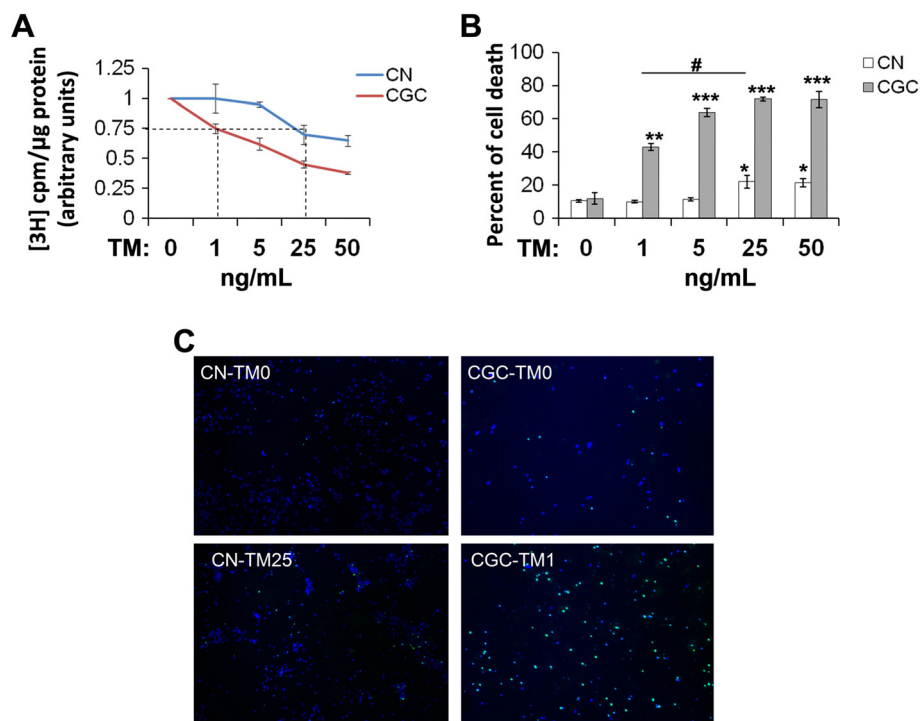 A
[3H] cpm/µg protein
(arbitrary units)
1.25
1
0.75
0.5
0.25
0
CN
CGC
TM: 0 1 5 25 50
ng/mL
B
Percent of cell death
100
80
60
40
20
0
#
**
***
***
***
*
*
CN
CGC
TM: 0 1 5 25 50
ng/mL
C
CN-TM0
CGC-TM0
CN-TM25
CGC-TM1